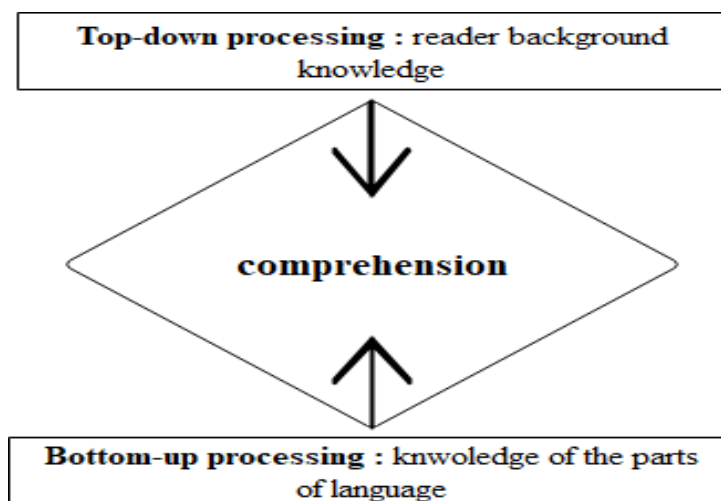 Top-down processing : reader background
knowledge
comprehension
Bottom-up processing : knwoledge of the parts
of language